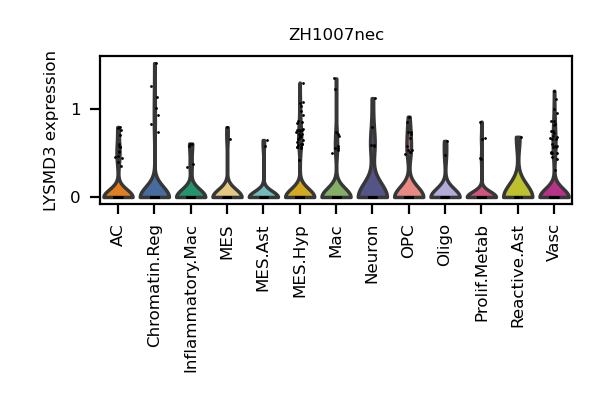 ZH1007nec
LYSMD3 expression
1
0
AC
Chromatin.Reg
Inflammatory.Mac
MES
MES.Ast
MES.Hyp
Mac
Neuron
OPC
Oligo
Prolif.Metab
Reactive.Ast
Vasc